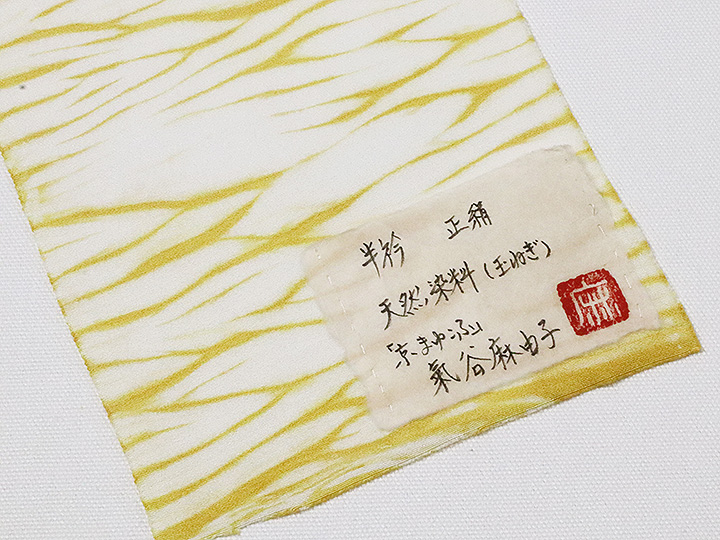 半衿 正絹
天然染料(玉ねぎ)
「京まゆふ」
氣谷麻由子
麻